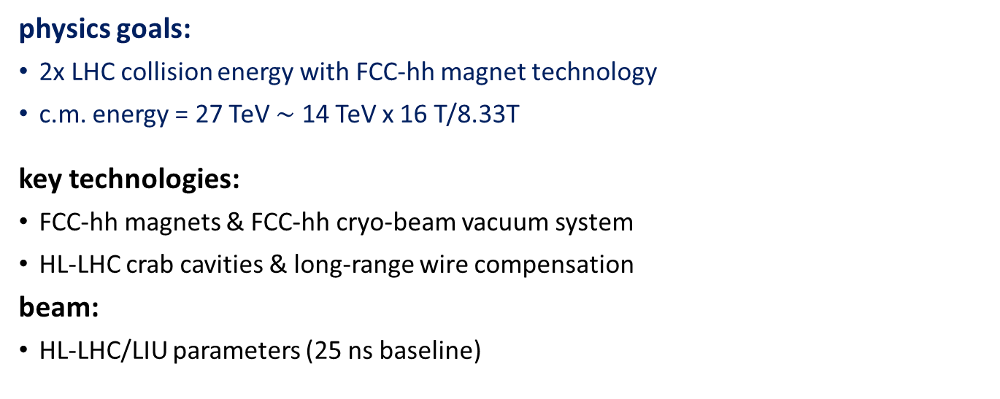 physics goals:
• 2x LHC collision energy with FCC-hh magnet technology
• c.m. energy = 27 TeV ~ 14 TeV x 16 T/8.33T
key technologies:
• FCC-hh magnets & FCC-hh cryo-beam vacuum system
• HL-LHC crab cavities & long-range wire compensation
beam:
• HL-LHC/LIU parameters (25 ns baseline)